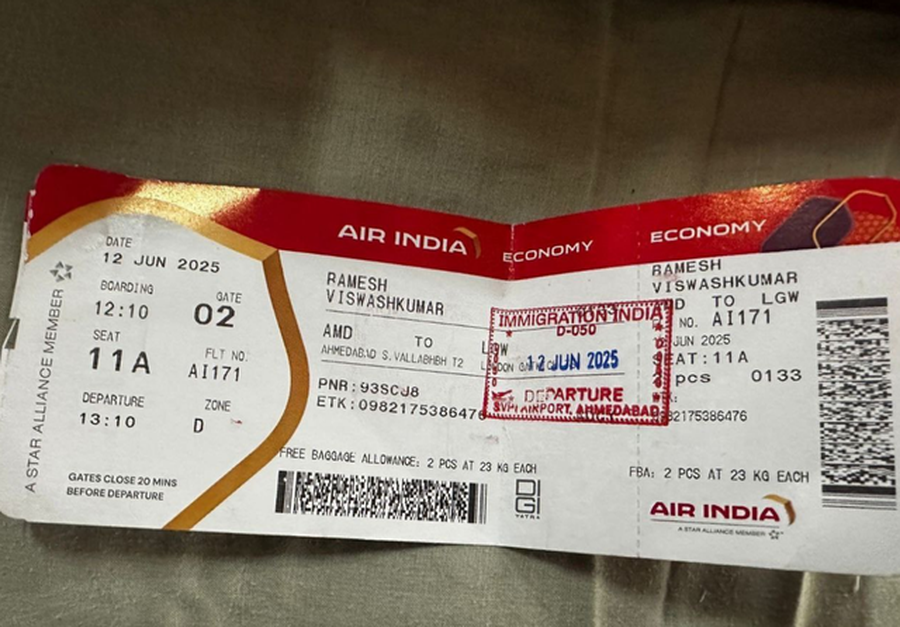 AIR INDIA
ECONOMY
ECONOMY
DATE
12 JUN 2025
BOARDING
12:10
GATE
02
SEAT
11A
FLT NO.
AI171
DEPARTURE
13:10
ZONE
D
GATES CLOSE 20 MINS
BEFORE DEPARTURE
A STAR ALLIANCE MEMBER
RAMESH
VISWASHKUMAR
AMD TO LGW
AHMEDABAD S.VALLABHBH T2
PNR:93SCJ8
ETK:0982175386476
FREE BAGGAGE ALLOWANCE: 2 PCS AT 23 KG EACH
DIGI
YATRA
IMMIGRATION INDIA
D-050
12 JUN 2025
DEPARTURE
SVPI AIRPORT, AHMEDABAD
RAMESH
VISWASHKUMAR
TO LGW
NO. AI171
JUN 2025
:11A
pcs 0133
82175386476
FBA: 2 PCS AT 23 KG EACH
AIR INDIA
A STAR ALLIANCE MEMBER